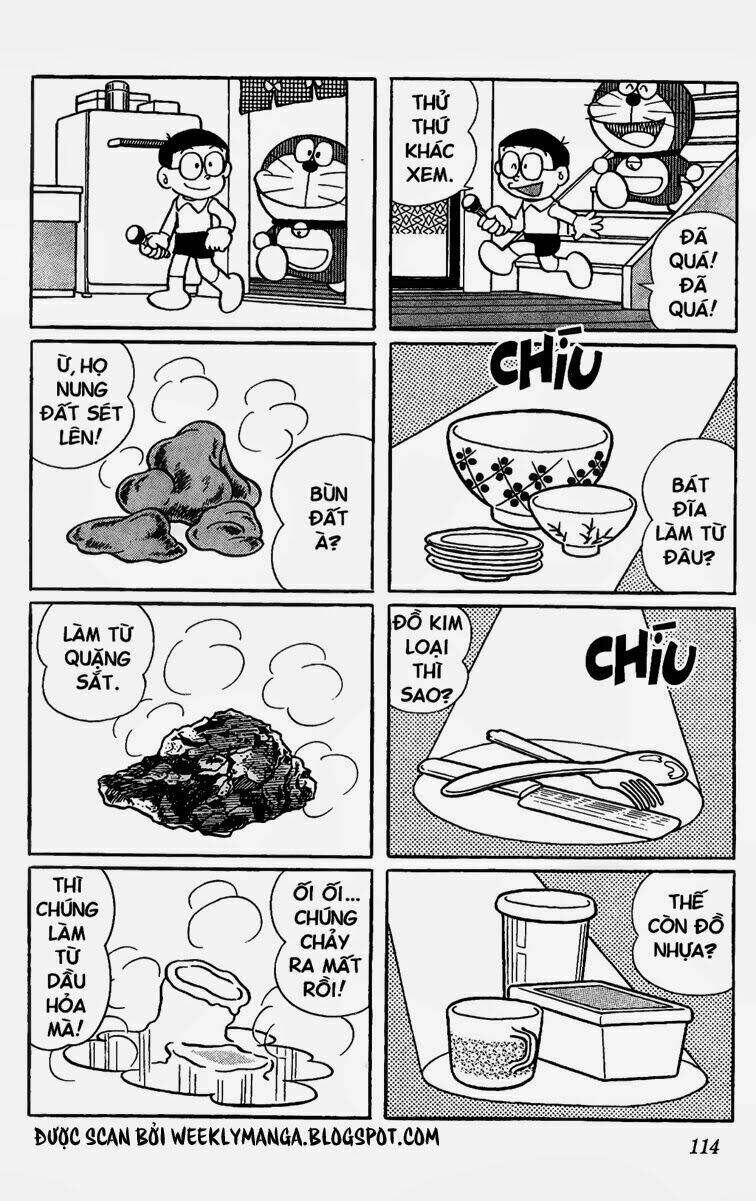 ĐÃ
QUÁ!
ĐÃ
QUÁ!
THỬ
THỨ
KHÁC
XEM.
CHÍU
BÁT
ĐĨA
LÀM TỪ
ĐÂU?
BÙN
ĐẤT
À?
Ừ, HỌ
NUNG
ĐẤT SÉT
LÊN!
CHÍU
ĐỒ KIM
LOẠI
THÌ
SAO?
LÀM TỪ
QUẶNG
SẮT.
THẾ
CÒN ĐỒ
NHỰA?
ỐI ỐI...
CHÚNG
CHẢY
RA MẤT
RỒI!
THÌ
CHÚNG
LÀM
TỪ
DẦU
HỎA
MÀ!
ĐƯỢC SCAN BỞI WEEKLYMANGA.BLOGSPOT.COM
114